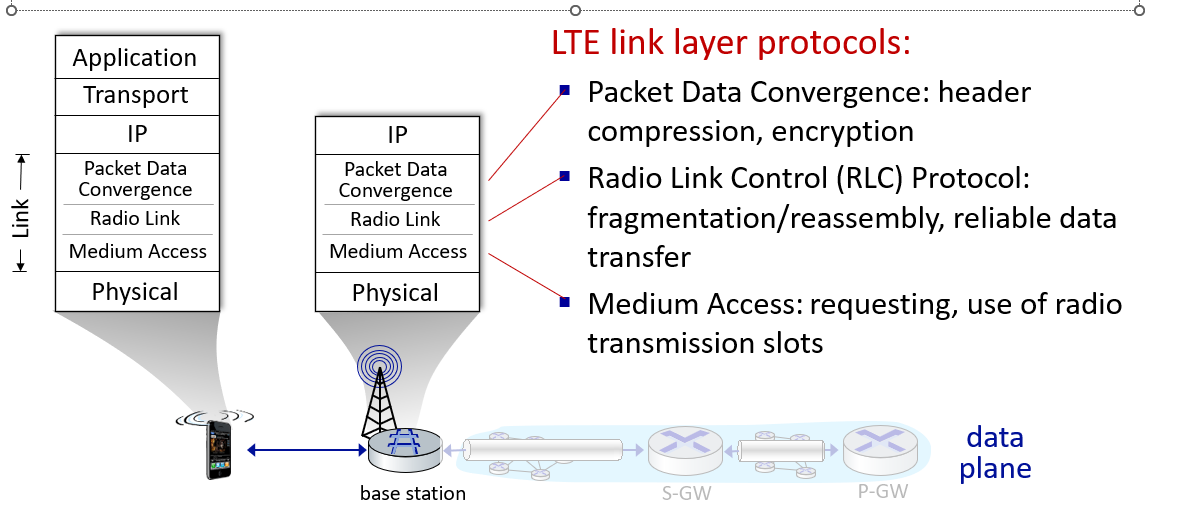 LTE link layer protocols:
Application
Transport
IP
Packet Data
Convergence
Radio Link
Medium Access
Physical
Link
IP
Packet Data
Convergence
Radio Link
Medium Access
Physical
Packet Data Convergence: header
compression, encryption
Radio Link Control (RLC) Protocol:
fragmentation/reassembly, reliable data
transfer
Medium Access: requesting, use of radio
transmission slots
base station
S-GW
P-GW
data
plane